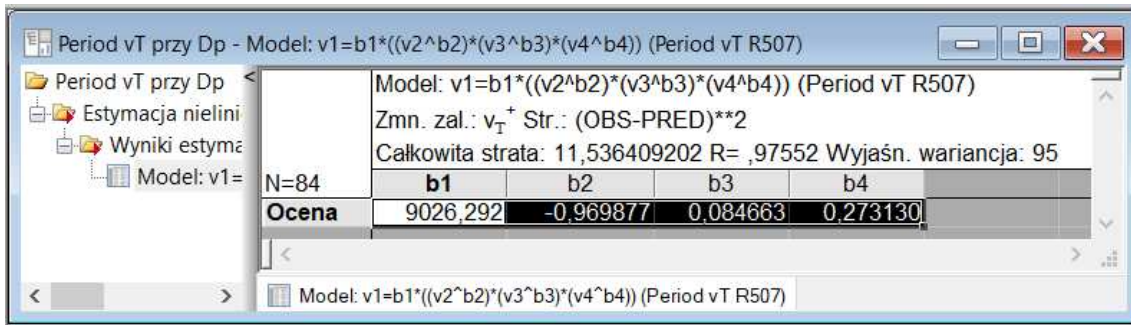 Period vT przy Dp - Model: v1=b1*((v2^b2)*(v3^b3)*(v4^b4)) (Period vT R507)
Period vT przy Dp
Estymacja nielini
Wyniki estyma
Model: v1=
Model: v1=b1*((v2^b2)*(v3^b3)*(v4^b4)) (Period vT R507)
Zmn. zal.: vT+ Str.: (OBS-PRED)**2
Całkowita strata: 11,536409202 R= ,97552 Wyjaśn. wariancja: 95
N=84 b1 b2 b3 b4
Ocena 9026,292 -0,969877 0,084663 0,273130
Model: v1=b1*((v2^b2)*(v3^b3)*(v4^b4)) (Period vT R507)